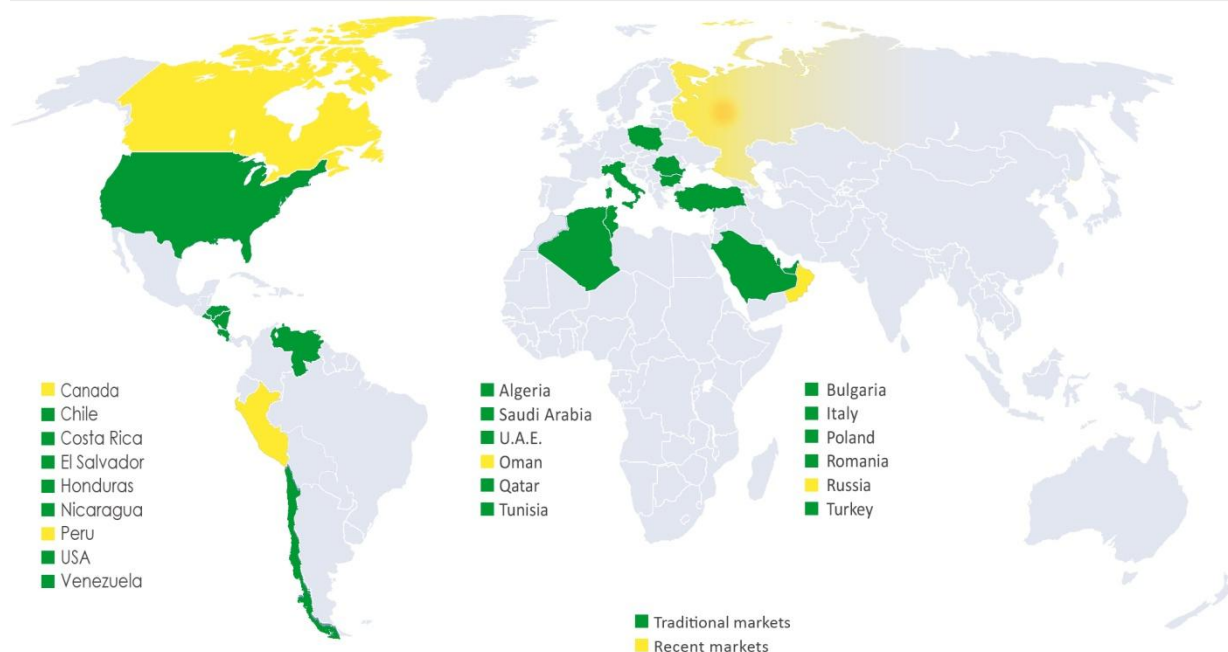 Canada
Chile
Costa Rica
El Salvador
Honduras
Nicaragua
Peru
USA
Venezuela
Algeria
Saudi Arabia
U.A.E.
Oman
Qatar
Tunisia
Bulgaria
Italy
Poland
Romania
Russia
Turkey
Traditional markets
Recent markets